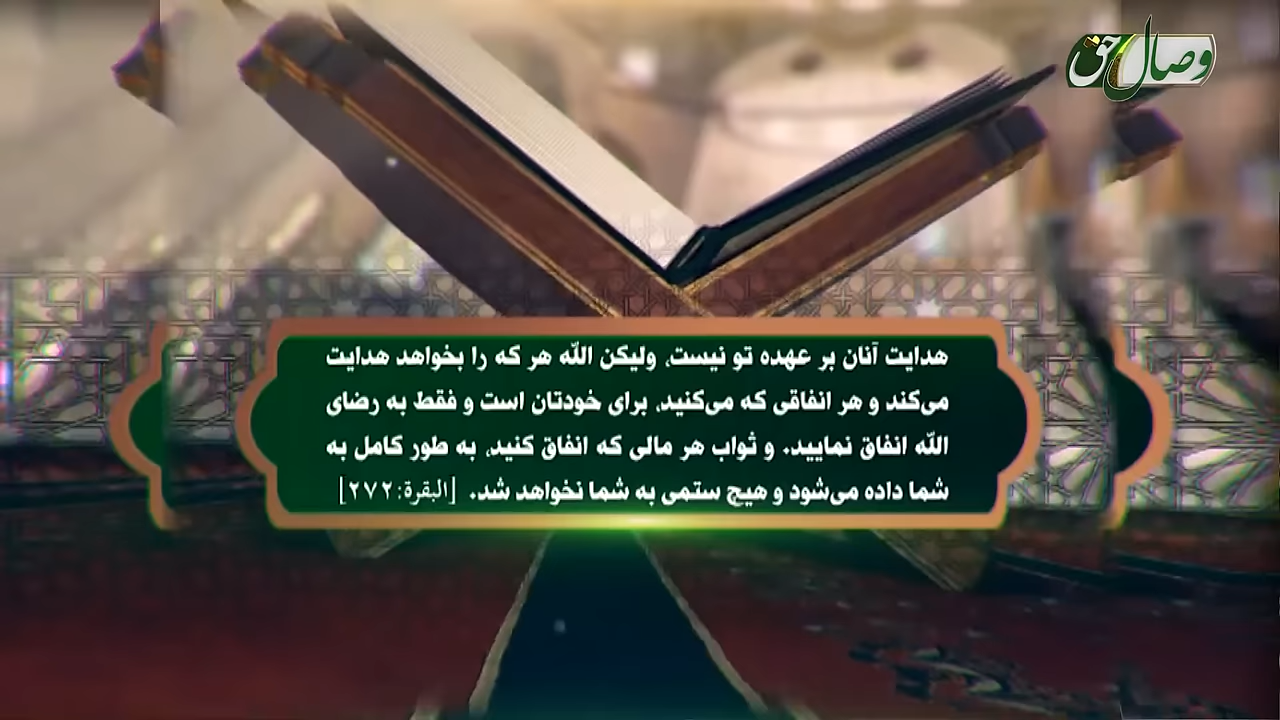 وصال حق
هدایت آنان بر عهده تو نیست، ولیکن الله هر که را بخواهد هدایت
می‌کند و هر انفاقی که می‌کنید، برای خودتان است و فقط به رضای
الله انفاق نمایید. و ثواب هر مالی که انفاق کنید، به طور کامل به
شما داده می‌شود و هیچ ستمی به شما نخواهد شد. [البقرة:۲۷۲]